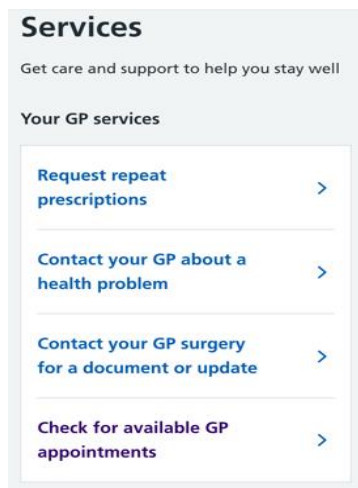 Services
Get care and support to help you stay well
Your GP services
Request repeat
prescriptions
Contact your GP about a
health problem
Contact your GP surgery
for a document or update
Check for available GP
appointments